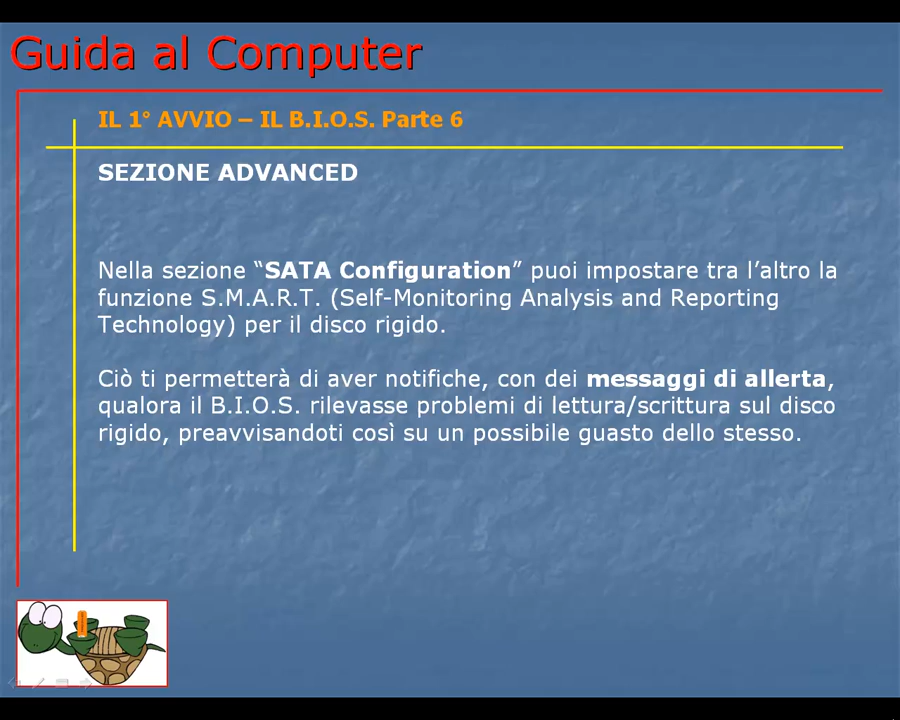 Guida al Computer
IL 1° AVVIO – IL B.I.O.S. Parte 6
SEZIONE ADVANCED
Nella sezione “SATA Configuration” puoi impostare tra l’altro la
funzione S.M.A.R.T. (Self-Monitoring Analysis and Reporting
Technology) per il disco rigido.
Ciò ti permetterà di aver notifiche, con dei messaggi di allerta,
qualora il B.I.O.S. rilevasse problemi di lettura/scrittura sul disco
rigido, preavvisandoti così su un possibile guasto dello stesso.